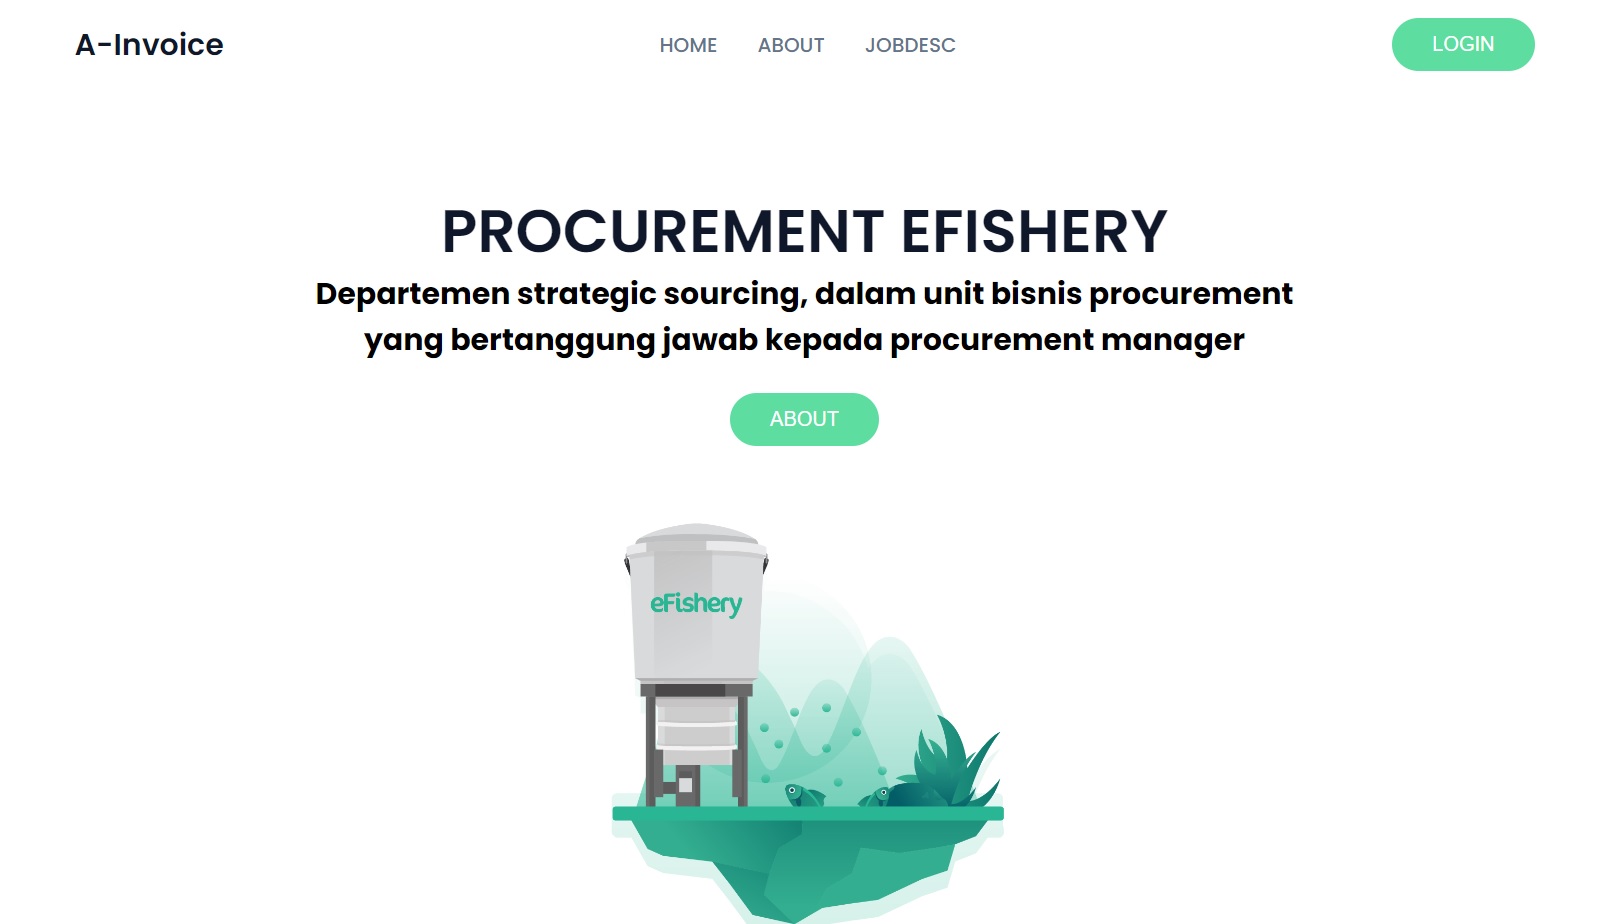 A-Invoice
HOME
ABOUT
JOBDESC
LOGIN
PROCUREMENT EFISHERY
Departemen strategic sourcing, dalam unit bisnis procurement
yang bertanggung jawab kepada procurement manager
ABOUT
eFishery